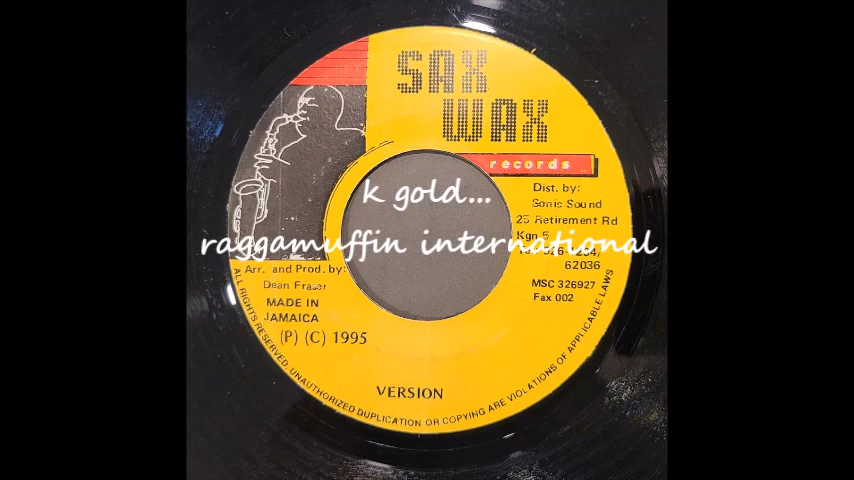 SAX
WAX
records
k gold...
raggamuffin international
Dist. by:
Sonic Sound
25 Retirement Rd
Kgn 5
62036
MSC 326927
Fax 002
Arr. and Prod. by:
Dean Fraser
MADE IN
JAMAICA
(P) (C) 1995
VERSION
ALL RIGHTS RESERVED. UNAUTHORIZED DUPLICATION OR COPYING ARE VIOLATIONS OF APPLICABLE LAWS